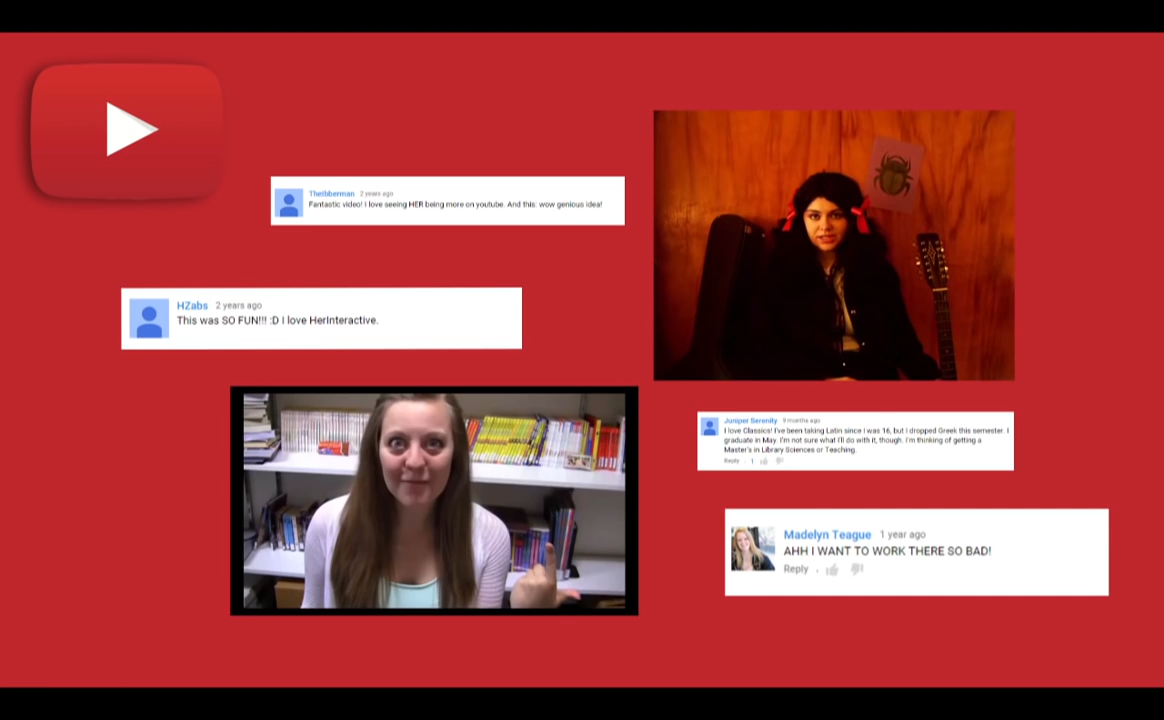 Theibberman 2 years ago
Fantastic video! I love seeing HER being more on youtube. And this: wow genious idea!
HZabs 2 years ago
This was SO FUN!!! :D I love HerInteractive.
Juniper Serenity 9 months ago
I love Classics! I've been taking Latin since I was 16, but I dropped Greek this semester. I
graduate in May. I'm not sure what I'll do with it, though. I'm thinking of getting a
Master's in Library Sciences or Teaching.
Reply · 1
Madelyn Teague 1 year ago
AHH I WANT TO WORK THERE SO BAD!
Reply ·